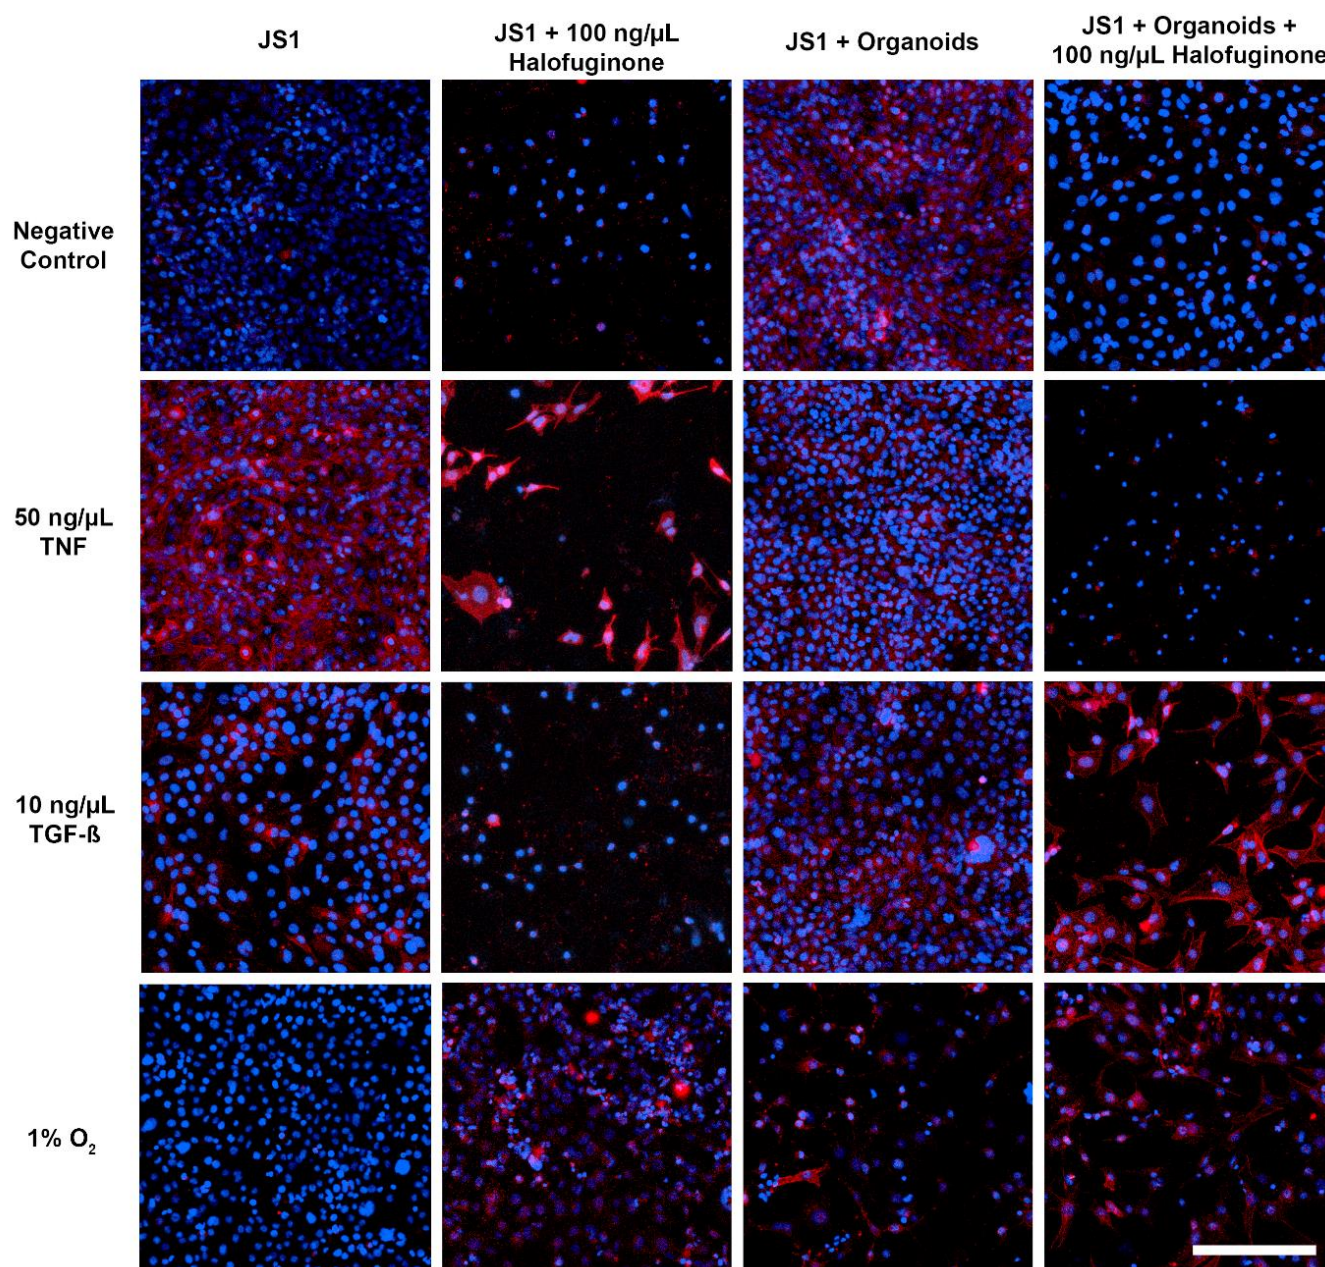 JS1
JS1 + 100 ng/µL
Halofuginone
JS1 + Organoids
JS1 + Organoids +
100 ng/µL Halofuginone
Negative
Control
50 ng/µL
TNF
10 ng/µL
TGF-ß
1% O₂